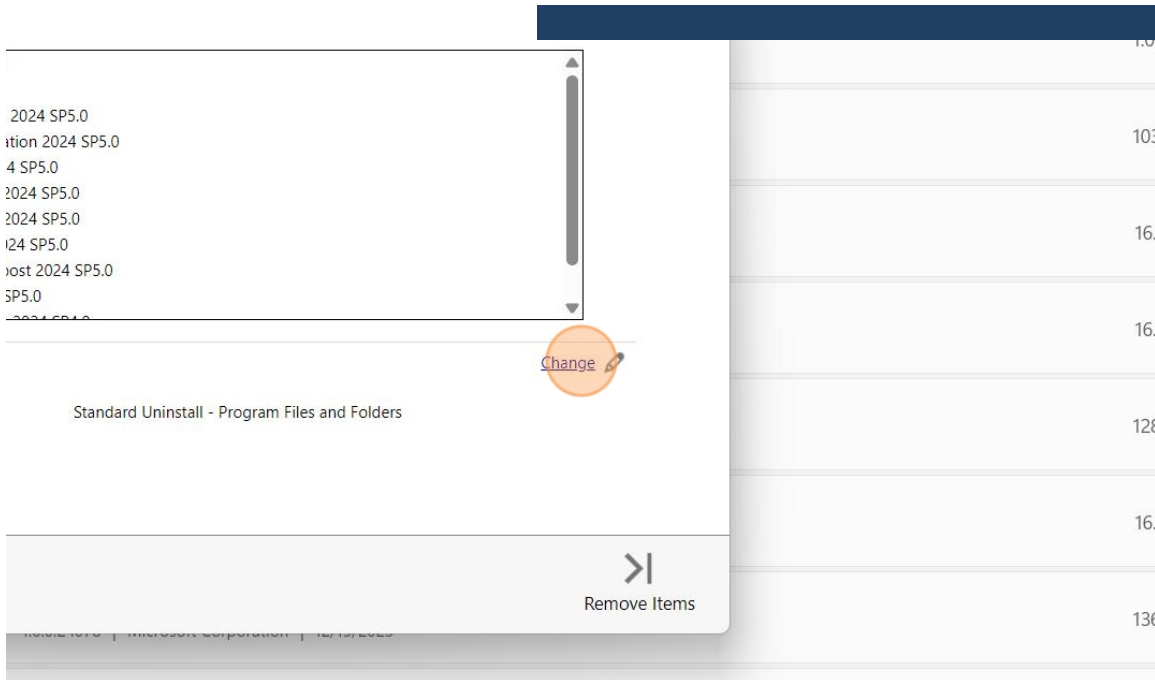 2024 SP5.0
ation 2024 SP5.0
4 SP5.0
2024 SP5.0
2024 SP5.0
024 SP5.0
oost 2024 SP5.0
SP5.0
Change
Standard Uninstall - Program Files and Folders
Remove Items
103
16.
16.
128
16.
136